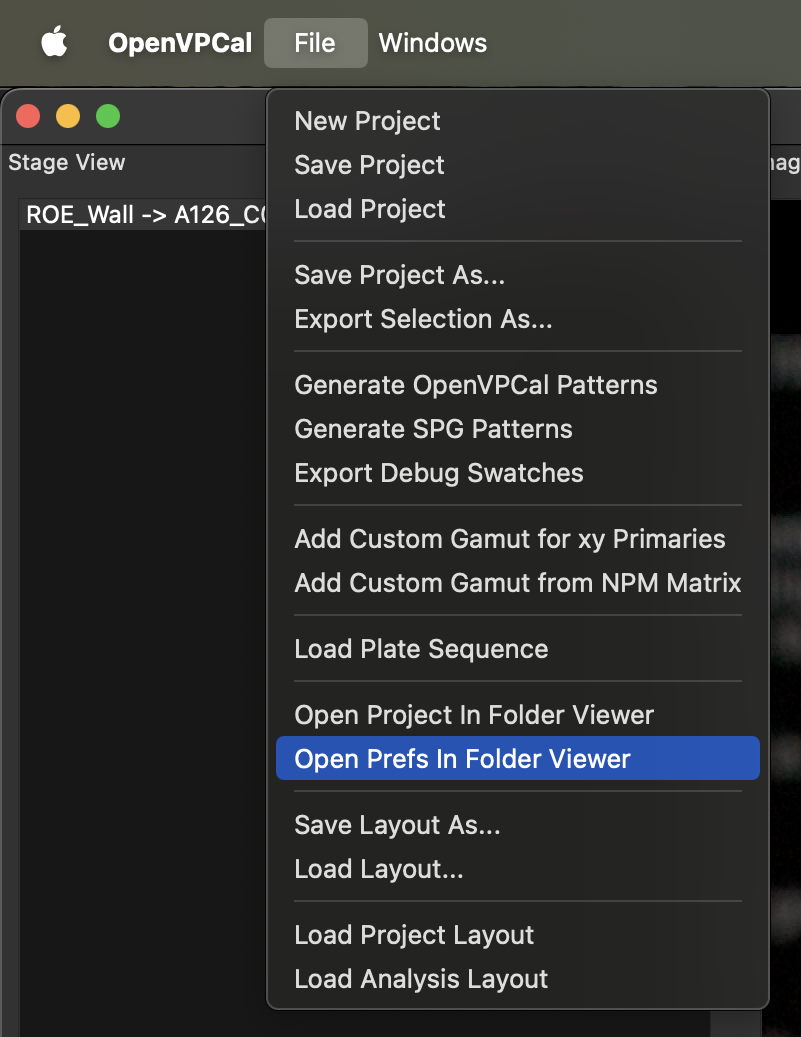 OpenVPCal File Windows
Stage View
ROE_Wall -> A126_C
New Project
Save Project
Load Project
Save Project As...
Export Selection As...
Generate OpenVPCal Patterns
Generate SPG Patterns
Export Debug Swatches
Add Custom Gamut for xy Primaries
Add Custom Gamut from NPM Matrix
Load Plate Sequence
Open Project In Folder Viewer
Open Prefs In Folder Viewer
Save Layout As...
Load Layout...
Load Project Layout
Load Analysis Layout